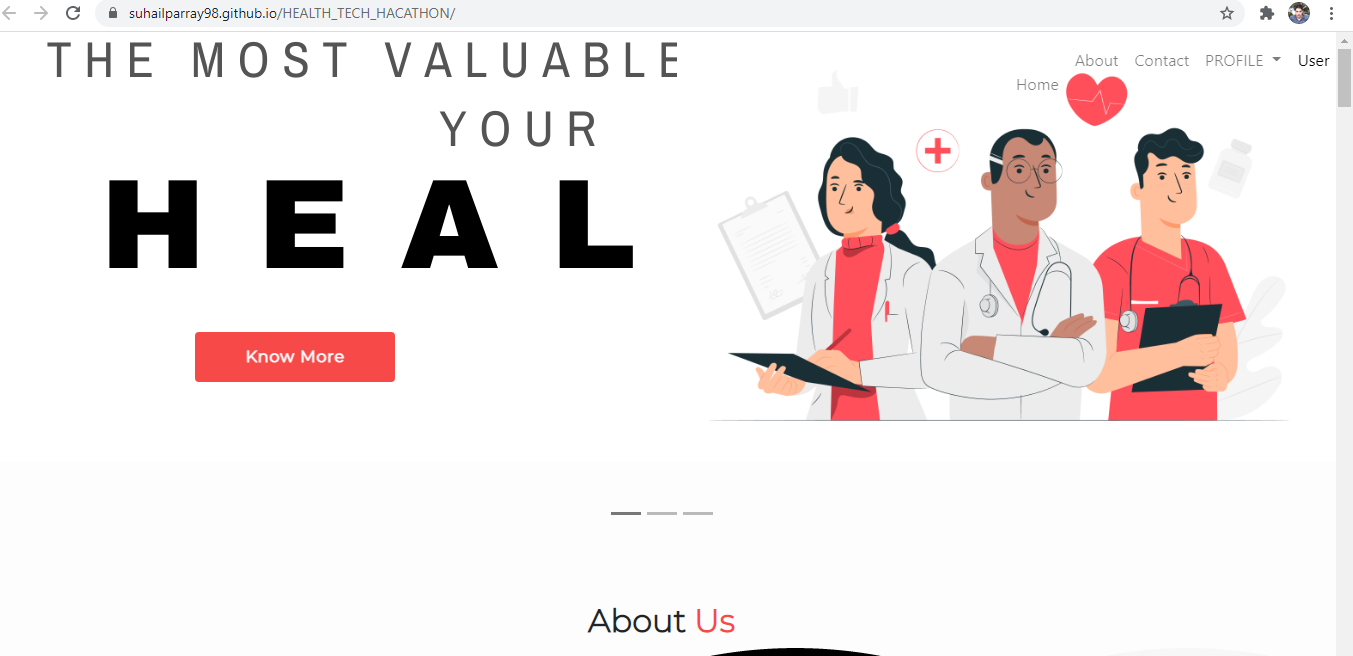 suhailparray98.github.io/HEALTH_TECH_HACATHON/
About Contact PROFILE User
Home
THE MOST VALUABLE
YOUR
HEAL
Know More
About Us